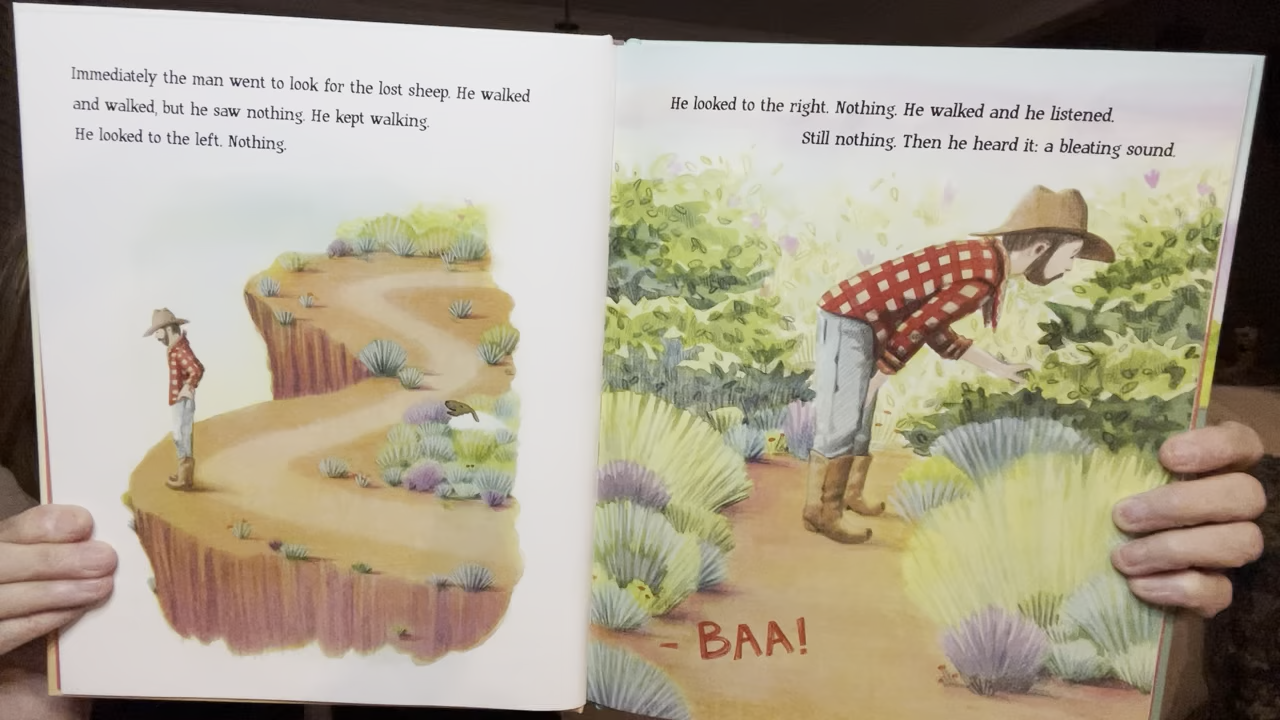 Immediately the man went to look for the lost sheep. He walked
and walked, but he saw nothing. He kept walking.
He looked to the left. Nothing.
He looked to the right. Nothing. He walked and he listened.
Still nothing. Then he heard it: a bleating sound.
- BAA!